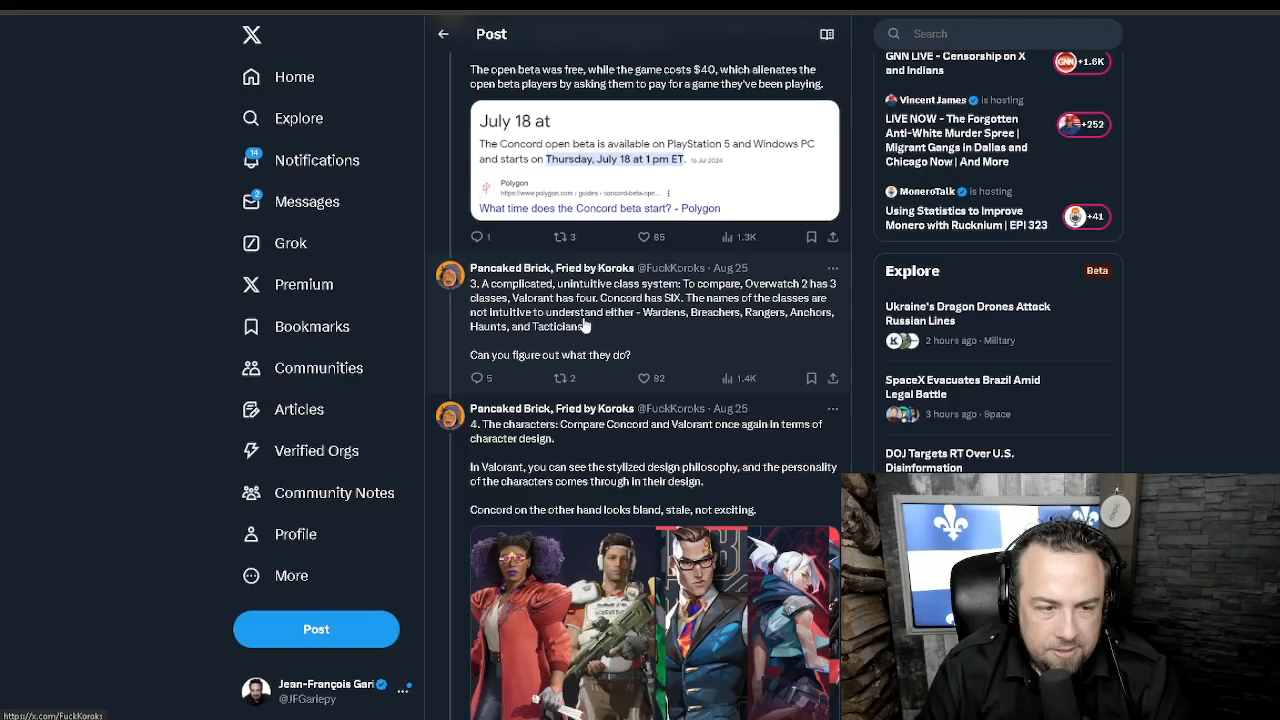 Post
Search
Home
Explore
14
Notifications
2
Messages
Grok
Premium
Bookmarks
Communities
Articles
Verified Orgs
Community Notes
Profile
More
Post
Jean-François Gari
@JFGariepy
https://x.com/FuckKoroks
The open beta was free, while the game costs $40, which alienates the
open beta players by asking them to pay for a game they've been playing.
July 18 at
The Concord open beta is available on PlayStation 5 and Windows PC
and starts on Thursday, July 18 at 1 pm ET. 16 Jul 2024
Polygon
https://www.polygon.com › guides › concord-beta-ope...
What time does the Concord beta start? - Polygon
1 3 65 1.3K
Pancaked Brick, Fried by Koroks @FuckKoroks · Aug 25
3. A complicated, unintuitive class system: To compare, Overwatch 2 has 3
classes, Valorant has four. Concord has SIX. The names of the classes are
not intuitive to understand either - Wardens, Breachers, Rangers, Anchors,
Haunts, and Tacticians
Can you figure out what they do?
5 2 82 1.4K
Pancaked Brick, Fried by Koroks @FuckKoroks · Aug 25
4. The characters: Compare Concord and Valorant once again in terms of
character design.
In Valorant, you can see the stylized design philosophy, and the personality
of the characters comes through in their design.
Concord on the other hand looks bland, stale, not exciting.
GNN LIVE - Censorship on X
and Indians
GNN +1.6K
Vincent James is hosting
LIVE NOW - The Forgotten
Anti-White Murder Spree |
Migrant Gangs in Dallas and
Chicago Now | And More
+252
MoneroTalk is hosting
Using Statistics to Improve
Monero with Rucknium | EPI 323
+41
Explore
Beta
Ukraine's Dragon Drones Attack
Russian Lines
2 hours ago · Military
SpaceX Evacuates Brazil Amid
Legal Battle
3 hours ago · Space
DOJ Targets RT Over U.S.
Disinformation